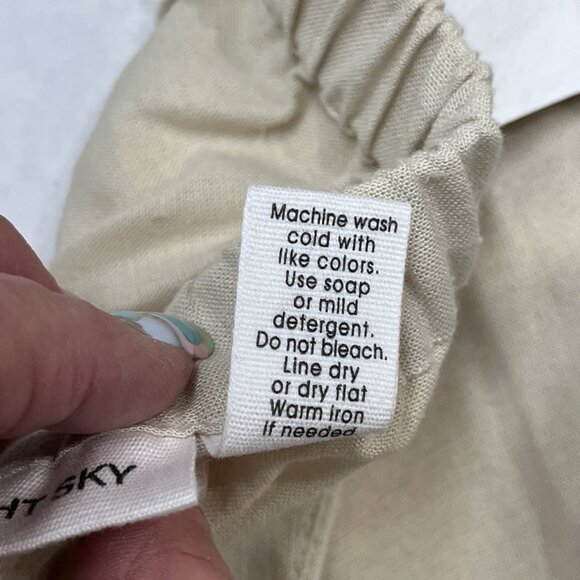 Machine wash
cold with
like colors.
Use soap
or mild
detergent.
Do not bleach.
Line dry
or dry flat
Warm iron
if needed.
SKY